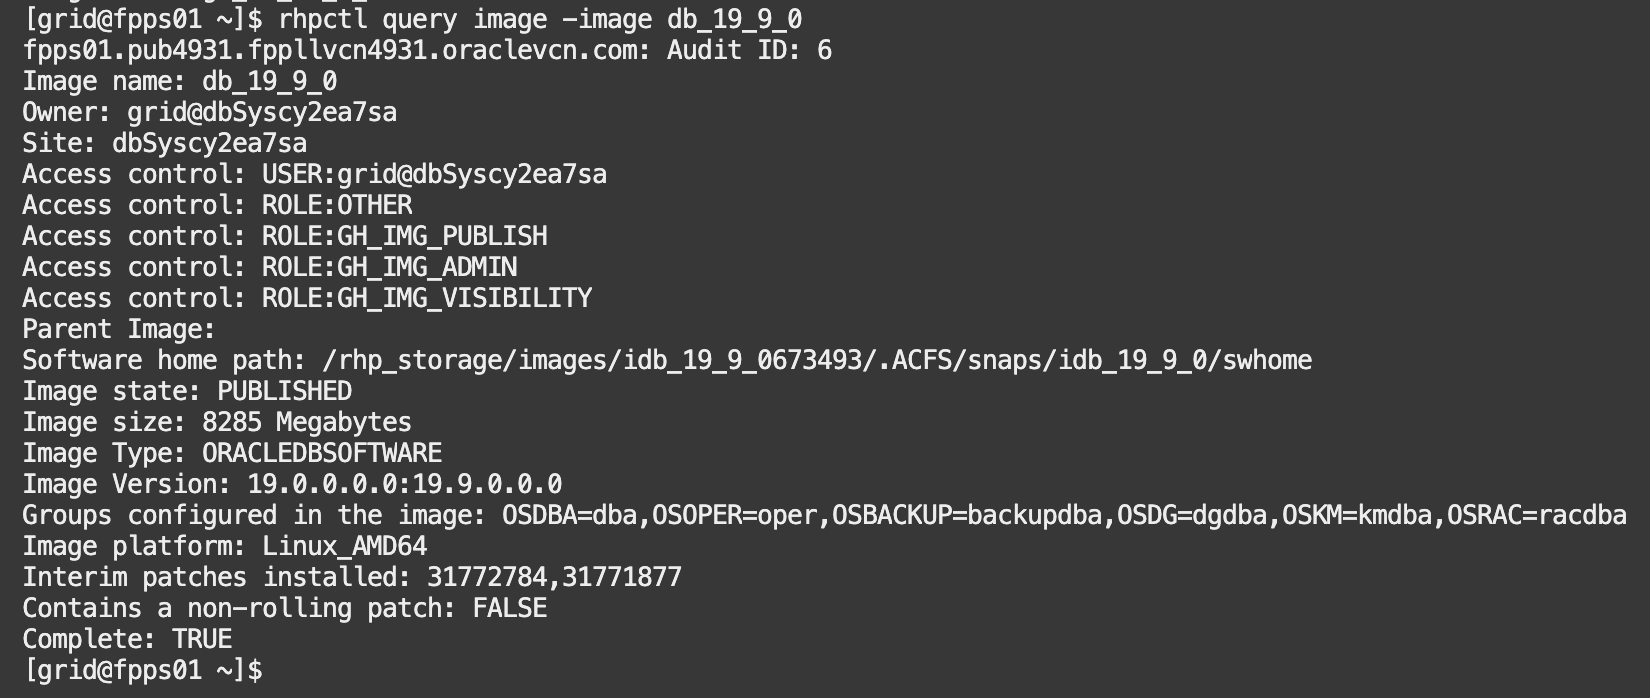 [grid@fpps01 ~]$ rhpctl query image -image db_19_9_0
fpps01.pub4931.fppllvcn4931.oraclevcn.com: Audit ID: 6
Image name: db_19_9_0
Owner: grid@dbSyscy2ea7sa
Site: dbSyscy2ea7sa
Access control: USER:grid@dbSyscy2ea7sa
Access control: ROLE:OTHER
Access control: ROLE:GH_IMG_PUBLISH
Access control: ROLE:GH_IMG_ADMIN
Access control: ROLE:GH_IMG_VISIBILITY
Parent Image:
Software home path: /rhp_storage/images/idb_19_9_0673493/.ACFS/snaps/idb_19_9_0/swhome
Image state: PUBLISHED
Image size: 8285 Megabytes
Image Type: ORACLEDBSOFTWARE
Image Version: 19.0.0.0.0:19.9.0.0.0
Groups configured in the image: OSDBA=dba,OSOPER=oper,OSBACKUP=backupdba,OSDG=dgdba,OSKM=kmdba,OSRAC=racdba
Image platform: Linux_AMD64
Interim patches installed: 31772784,31771877
Contains a non-rolling patch: FALSE
Complete: TRUE
[grid@fpps01 ~]$